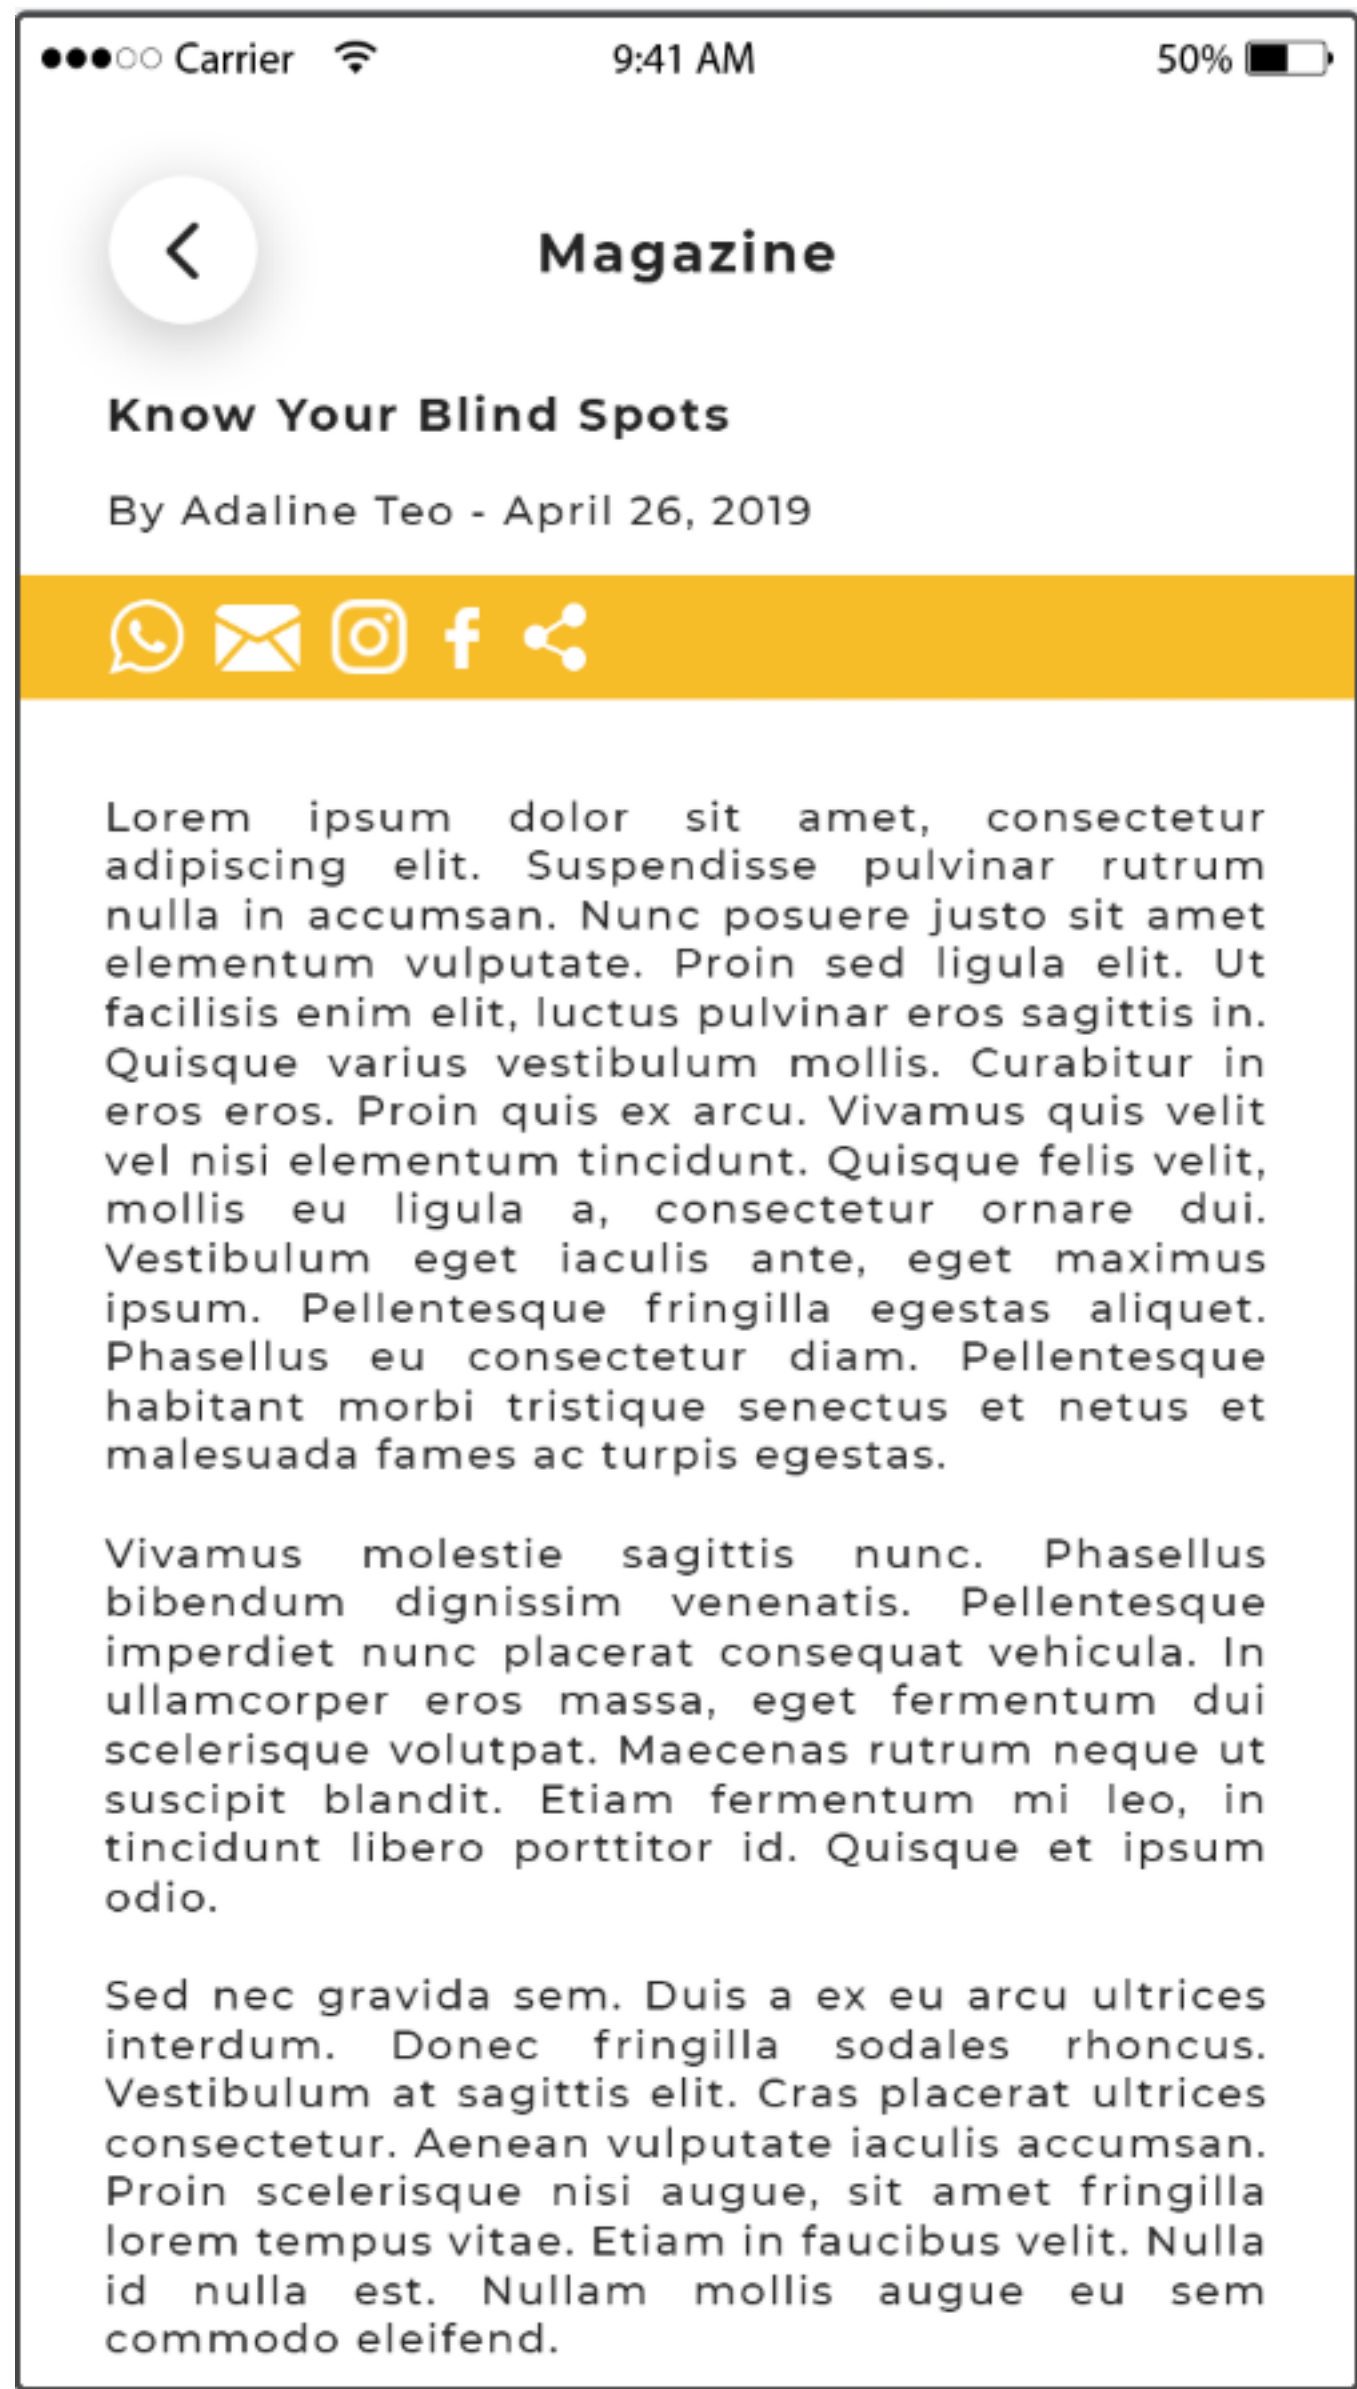 Carrier 9:41 AM 50%
Magazine
Know Your Blind Spots
By Adaline Teo - April 26, 2019
Lorem ipsum dolor sit amet, consectetur
adipiscing elit. Suspendisse pulvinar rutrum
nulla in accumsan. Nunc posuere justo sit amet
elementum vulputate. Proin sed ligula elit. Ut
facilisis enim elit, luctus pulvinar eros sagittis in.
Quisque varius vestibulum mollis. Curabitur in
eros eros. Proin quis ex arcu. Vivamus quis velit
vel nisi elementum tincidunt. Quisque felis velit,
mollis eu ligula a, consectetur ornare dui.
Vestibulum eget iaculis ante, eget maximus
ipsum. Pellentesque fringilla egestas aliquet.
Phasellus eu consectetur diam. Pellentesque
habitant morbi tristique senectus et netus et
malesuada fames ac turpis egestas.
Vivamus molestie sagittis nunc. Phasellus
bibendum dignissim venenatis. Pellentesque
imperdiet nunc placerat consequat vehicula. In
ullamcorper eros massa, eget fermentum dui
scelerisque volutpat. Maecenas rutrum neque ut
suscipit blandit. Etiam fermentum mi leo, in
tincidunt libero porttitor id. Quisque et ipsum
odio.
Sed nec gravida sem. Duis a ex eu arcu ultrices
interdum. Donec fringilla sodales rhoncus.
Vestibulum at sagittis elit. Cras placerat ultrices
consectetur. Aenean vulputate iaculis accumsan.
Proin scelerisque nisi augue, sit amet fringilla
lorem tempus vitae. Etiam in faucibus velit. Nulla
id nulla est. Nullam mollis augue eu sem
commodo eleifend.